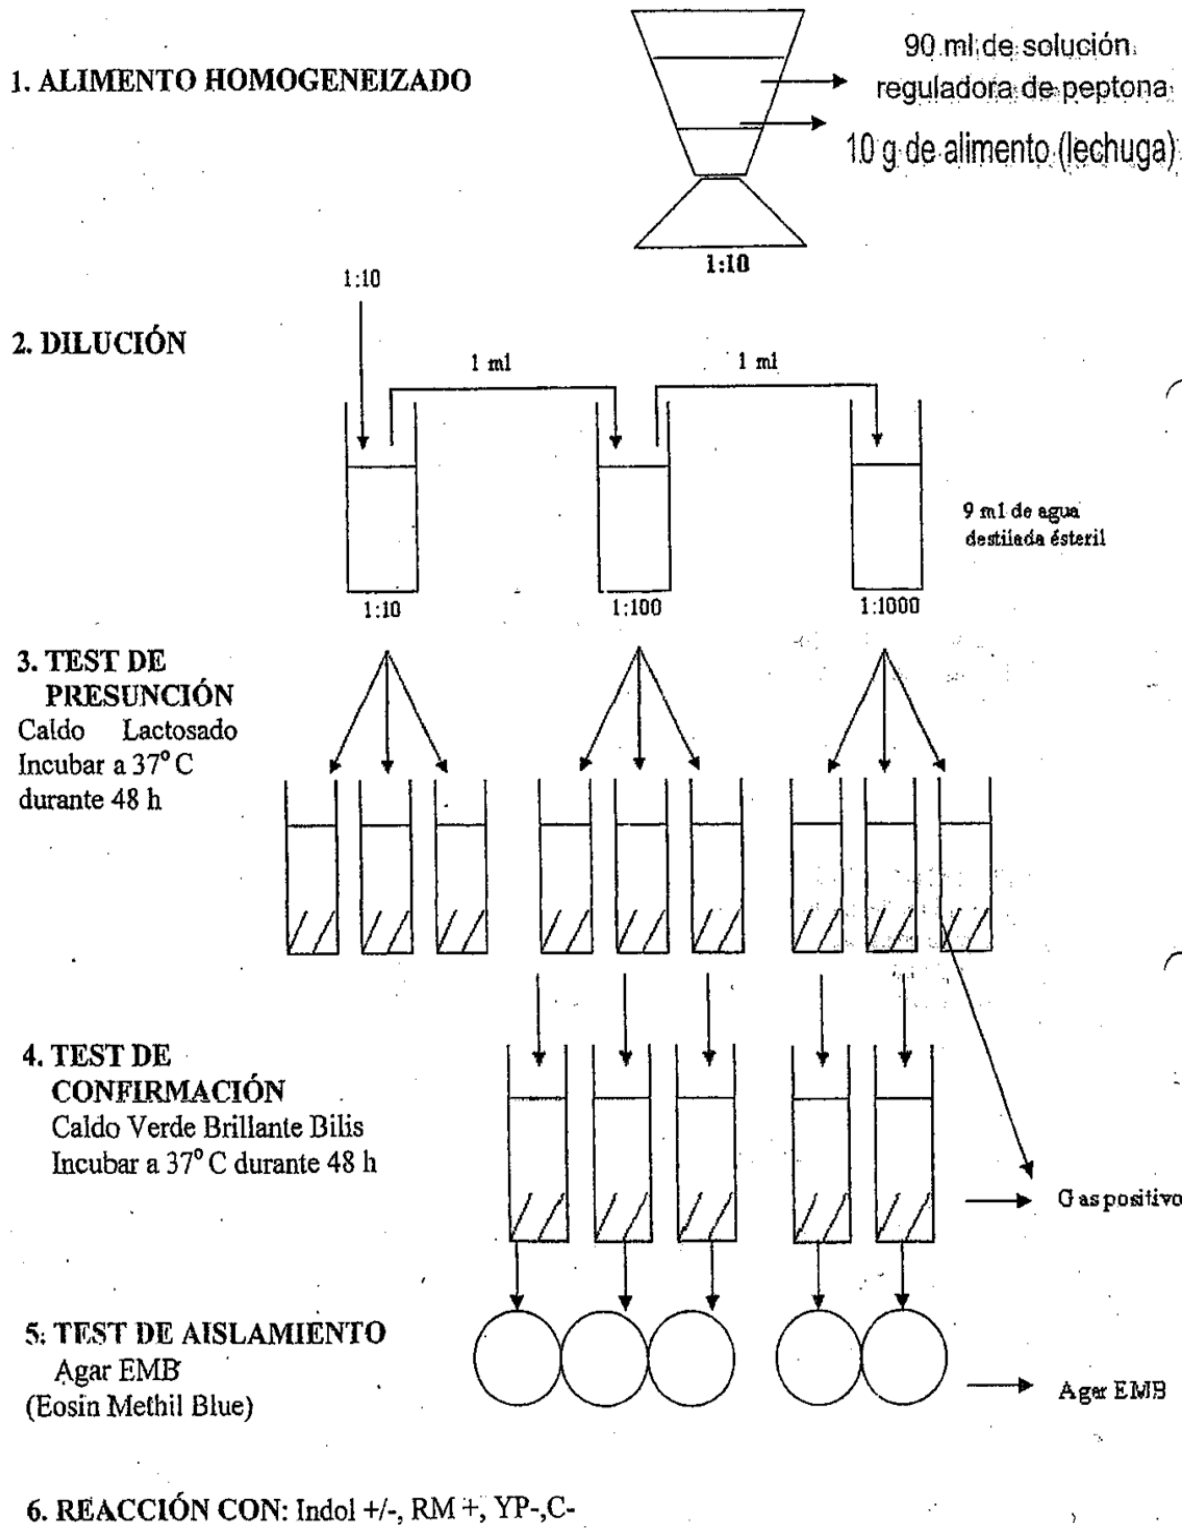 90 ml de solución
reguladora de peptona
1. ALIMENTO HOMOGENEIZADO
10 g de alimento (lechuga)
1:10
1:10
2. DILUCIÓN
1 ml
1 ml
9 ml de agua
destilada ésteril
1:10
1:100
1:1000
3. TEST DE
PRESUNCIÓN
Caldo Lactosado
Incubar a 37° C
durante 48 h
4. TEST DE
CONFIRMACIÓN
Caldo Verde Brillante Bilis
Incubar a 37° C durante 48 h
Gas positivo
5: TEST DE AISLAMIENTO
Agar EMB
(Eosin Methil Blue)
Agar EMB
6. REACCIÓN CON: Indol +/-, RM +, YP-,C-